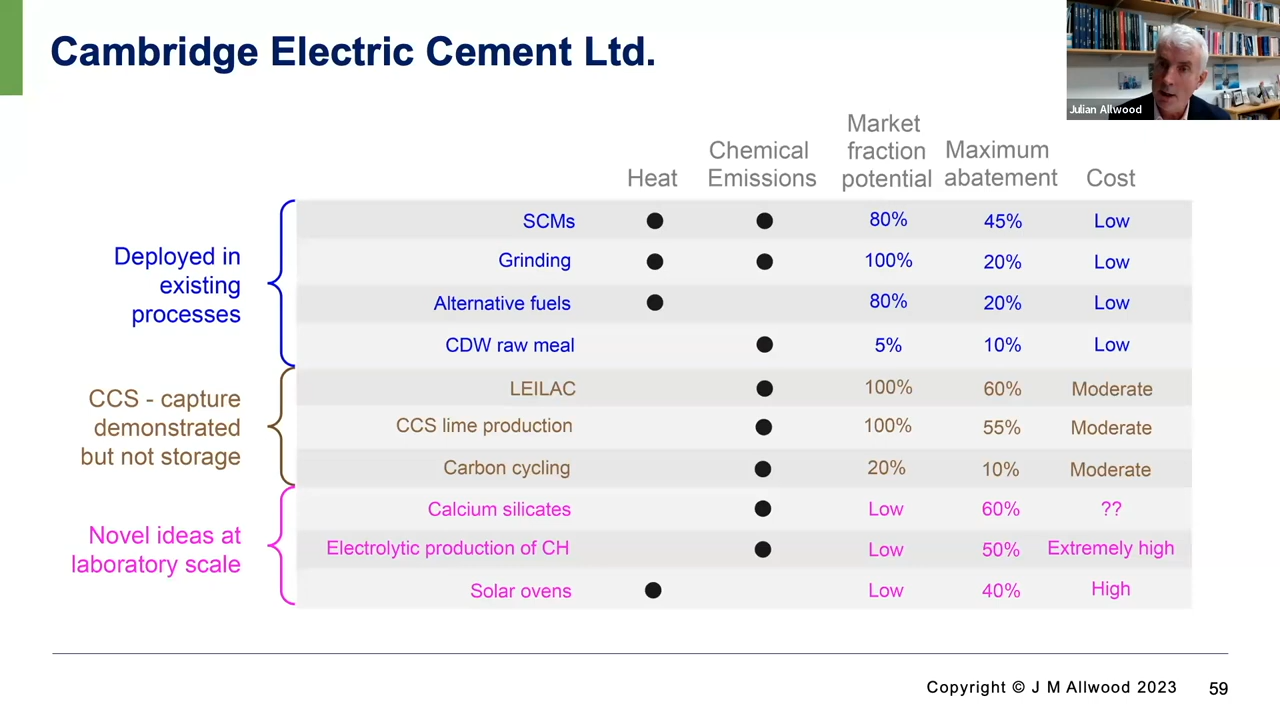 Cambridge Electric Cement Ltd.
Julian Allwood
Heat
Chemical
Emissions
Market
fraction
potential
Maximum
abatement
Cost
Deployed in
existing
processes
SCMs 80% 45% Low
Grinding 100% 20% Low
Alternative fuels 80% 20% Low
CDW raw meal 5% 10% Low
CCS - capture
demonstrated
but not storage
LEILAC 100% 60% Moderate
CCS lime production 100% 55% Moderate
Carbon cycling 20% 10% Moderate
Novel ideas at
laboratory scale
Calcium silicates Low 60% ??
Electrolytic production of CH Low 50% Extremely high
Solar ovens Low 40% High
Copyright © J M Allwood 2023 59